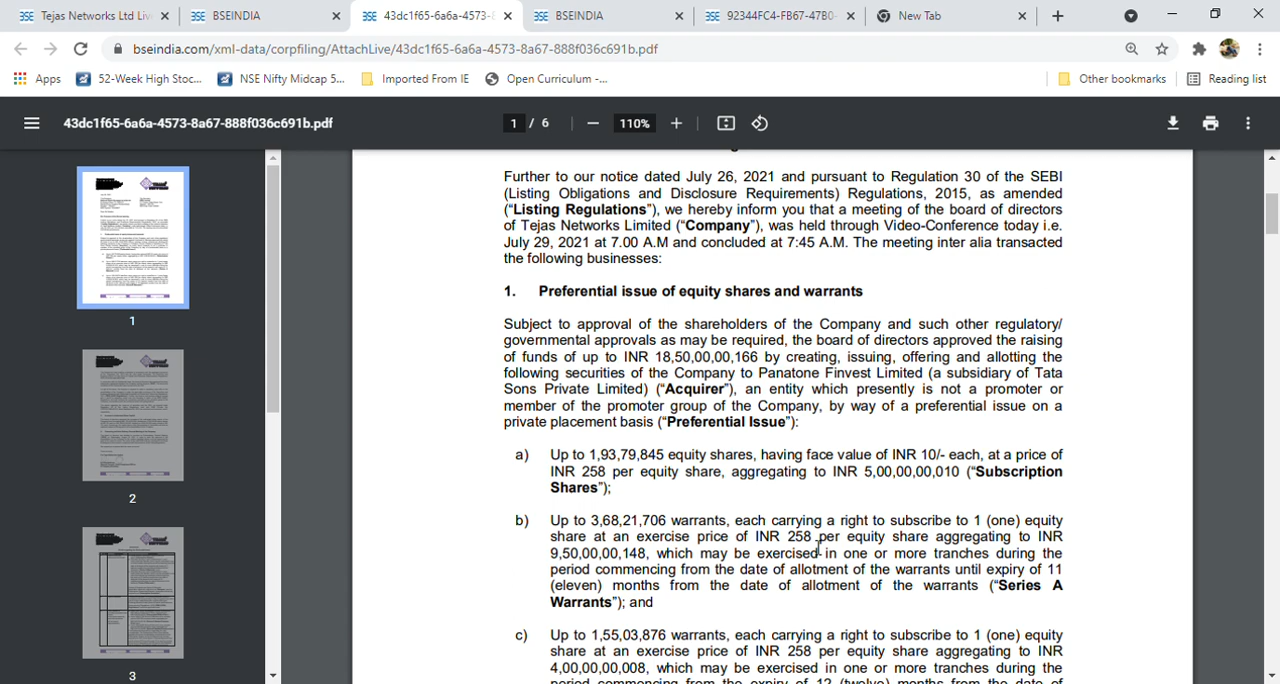 Tejas Networks Ltd Liv
BSEINDIA
43dc1f65-6a6a-4573-8
BSEINDIA
92344FC4-FB67-47B0-
New Tab
bseindia.com/xml-data/corpfiling/AttachLive/43dc1f65-6a6a-4573-8a67-888f036c691b.pdf
Apps
52-Week High Stoc...
NSE Nifty Midcap 5...
Imported From IE
Open Curriculum -...
Other bookmarks
Reading list
43dc1f65-6a6a-4573-8a67-888f036c691b.pdf
1 / 6
110%
1
2
3
Further to our notice dated July 26, 2021 and pursuant to Regulation 30 of the SEBI
(Listing Obligations and Disclosure Requirements) Regulations, 2015, as amended
("Listing Regulations"), we hereby inform you that a meeting of the board of directors
of Tejas Networks Limited ("Company"), was held through Video-Conference today i.e.
July 29, 2021 at 7.00 A.M and concluded at 7:45 A.M. The meeting inter alia transacted
the following businesses:
1. Preferential issue of equity shares and warrants
Subject to approval of the shareholders of the Company and such other regulatory/
governmental approvals as may be required, the board of directors approved the raising
of funds of up to INR 18,50,00,00,166 by creating, issuing, offering and allotting the
following securities of the Company to Panatone Finvest Limited (a subsidiary of Tata
Sons Private Limited) ("Acquirer"), an entity which presently is not a promoter or
member of the promoter group of the Company, by way of a preferential issue on a
private placement basis ("Preferential Issue"):
a) Up to 1,93,79,845 equity shares, having face value of INR 10/- each, at a price of
INR 258 per equity share, aggregating to INR 5,00,00,00,010 ("Subscription
Shares");
b) Up to 3,68,21,706 warrants, each carrying a right to subscribe to 1 (one) equity
share at an exercise price of INR 258 per equity share aggregating to INR
9,50,00,00,148, which may be exercised in one or more tranches during the
period commencing from the date of allotment of the warrants until expiry of 11
(eleven) months from the date of allotment of the warrants ("Series A
Warrants"); and
c) Up to 1,55,03,876 warrants, each carrying a right to subscribe to 1 (one) equity
share at an exercise price of INR 258 per equity share aggregating to INR
4,00,00,00,008, which may be exercised in one or more tranches during the
period commencing from the expiry of 12 (twelve) months from the date of